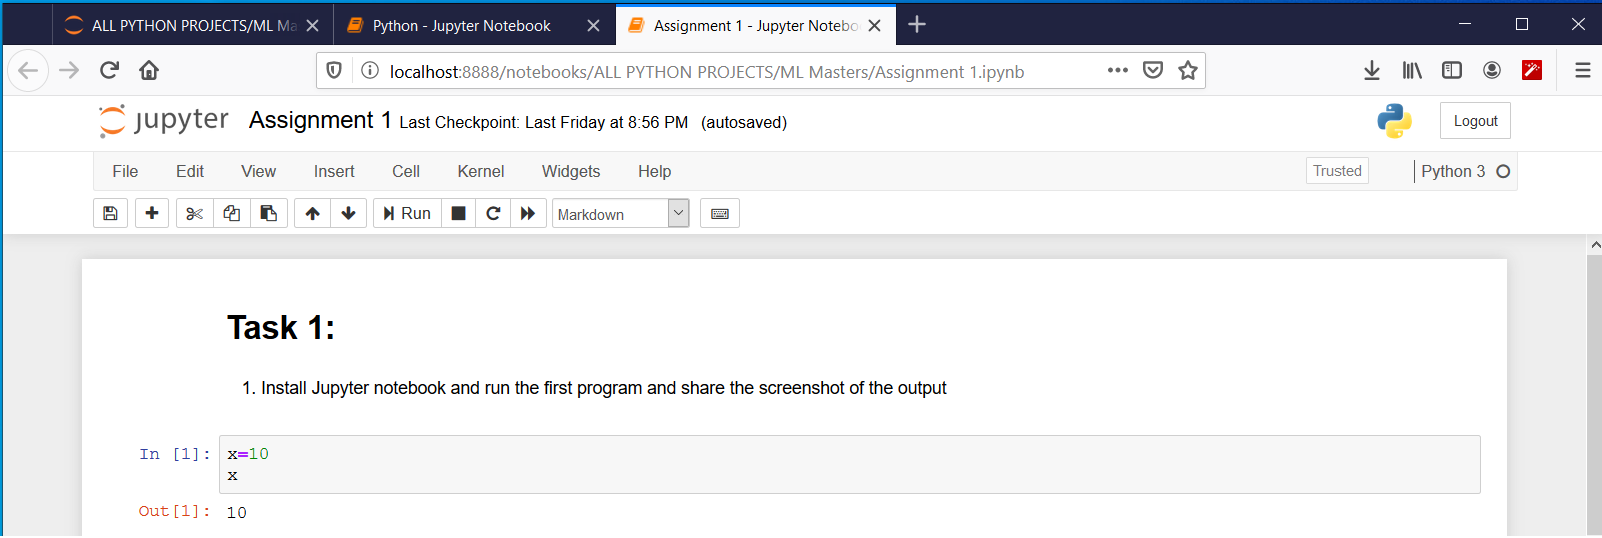 ALL PYTHON PROJECTS/ML Ma
Python - Jupyter Notebook
Assignment 1 - Jupyter Notebo
localhost:8888/notebooks/ALL PYTHON PROJECTS/ML Masters/Assignment 1.ipynb
jupyter Assignment 1 Last Checkpoint: Last Friday at 8:56 PM (autosaved)
Logout
File Edit View Insert Cell Kernel Widgets Help Trusted Python 3
Run Markdown
Task 1:
1. Install Jupyter notebook and run the first program and share the screenshot of the output
In [1]: x=10
x
Out[1]: 10